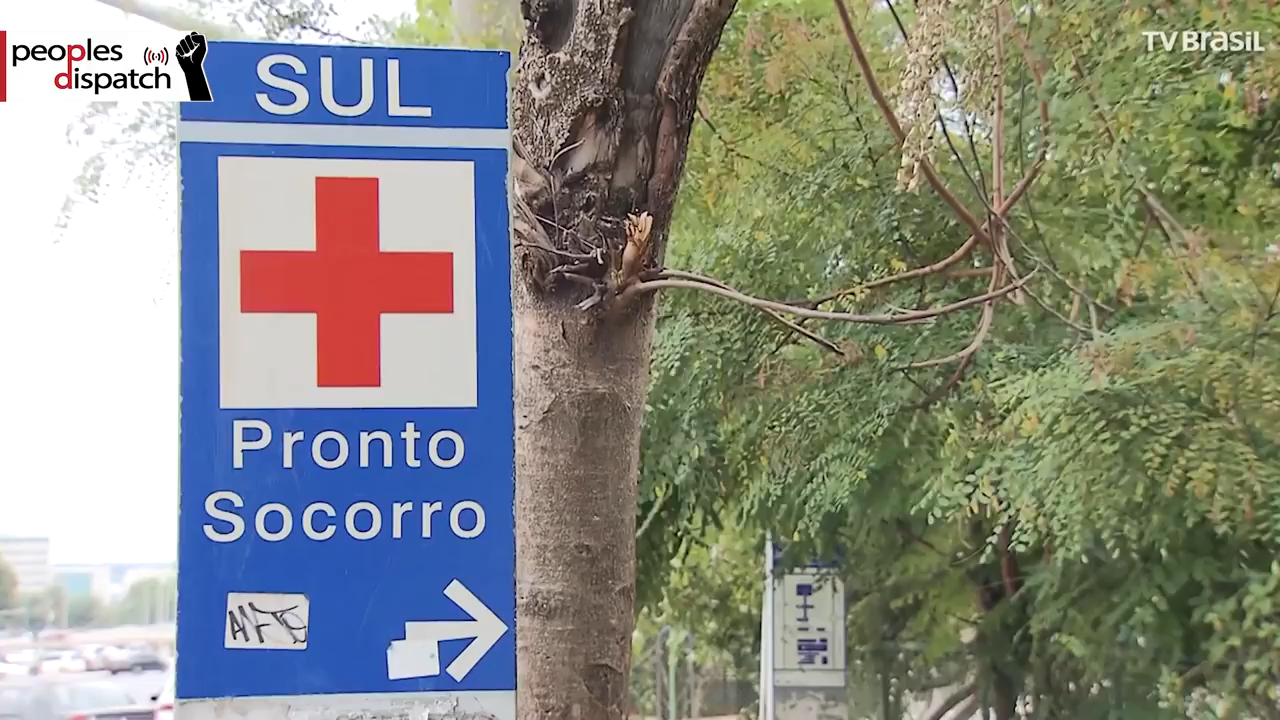 peoples
dispatch
TV BRASIL
SUL
Pronto
Socorro